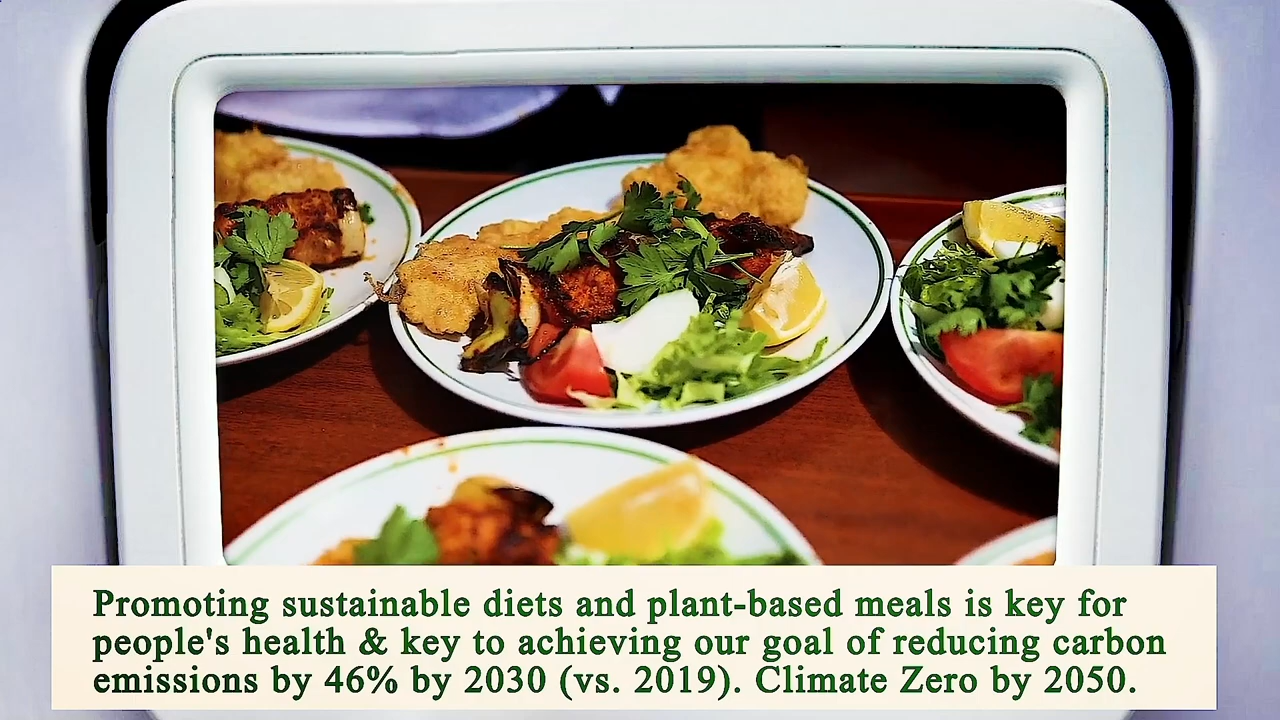 Promoting sustainable diets and plant-based meals is key for
people's health & key to achieving our goal of reducing carbon
emissions by 46% by 2030 (vs. 2019). Climate Zero by 2050.